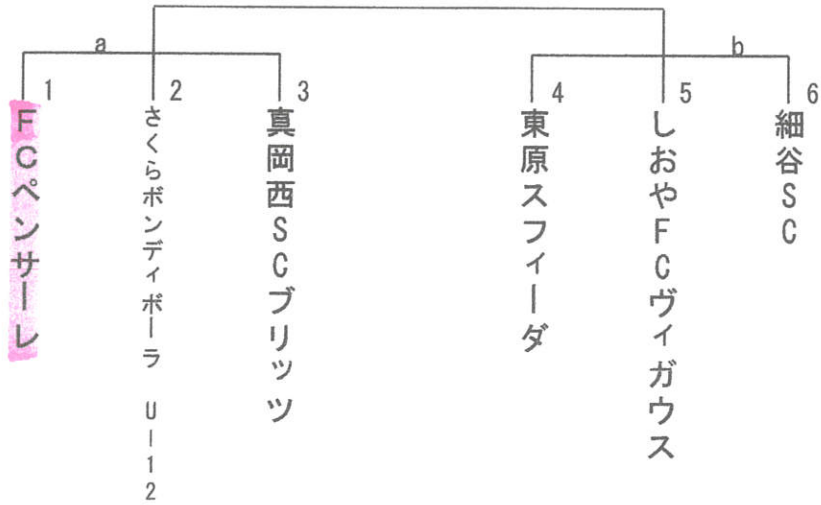 a
b
1
2
3
4
5
6
FCペンサーレ
さくらボンディボーラ U-12
真岡西SCブリッツ
東原スフィーダ
しおやFCヴィガウス
細谷SC